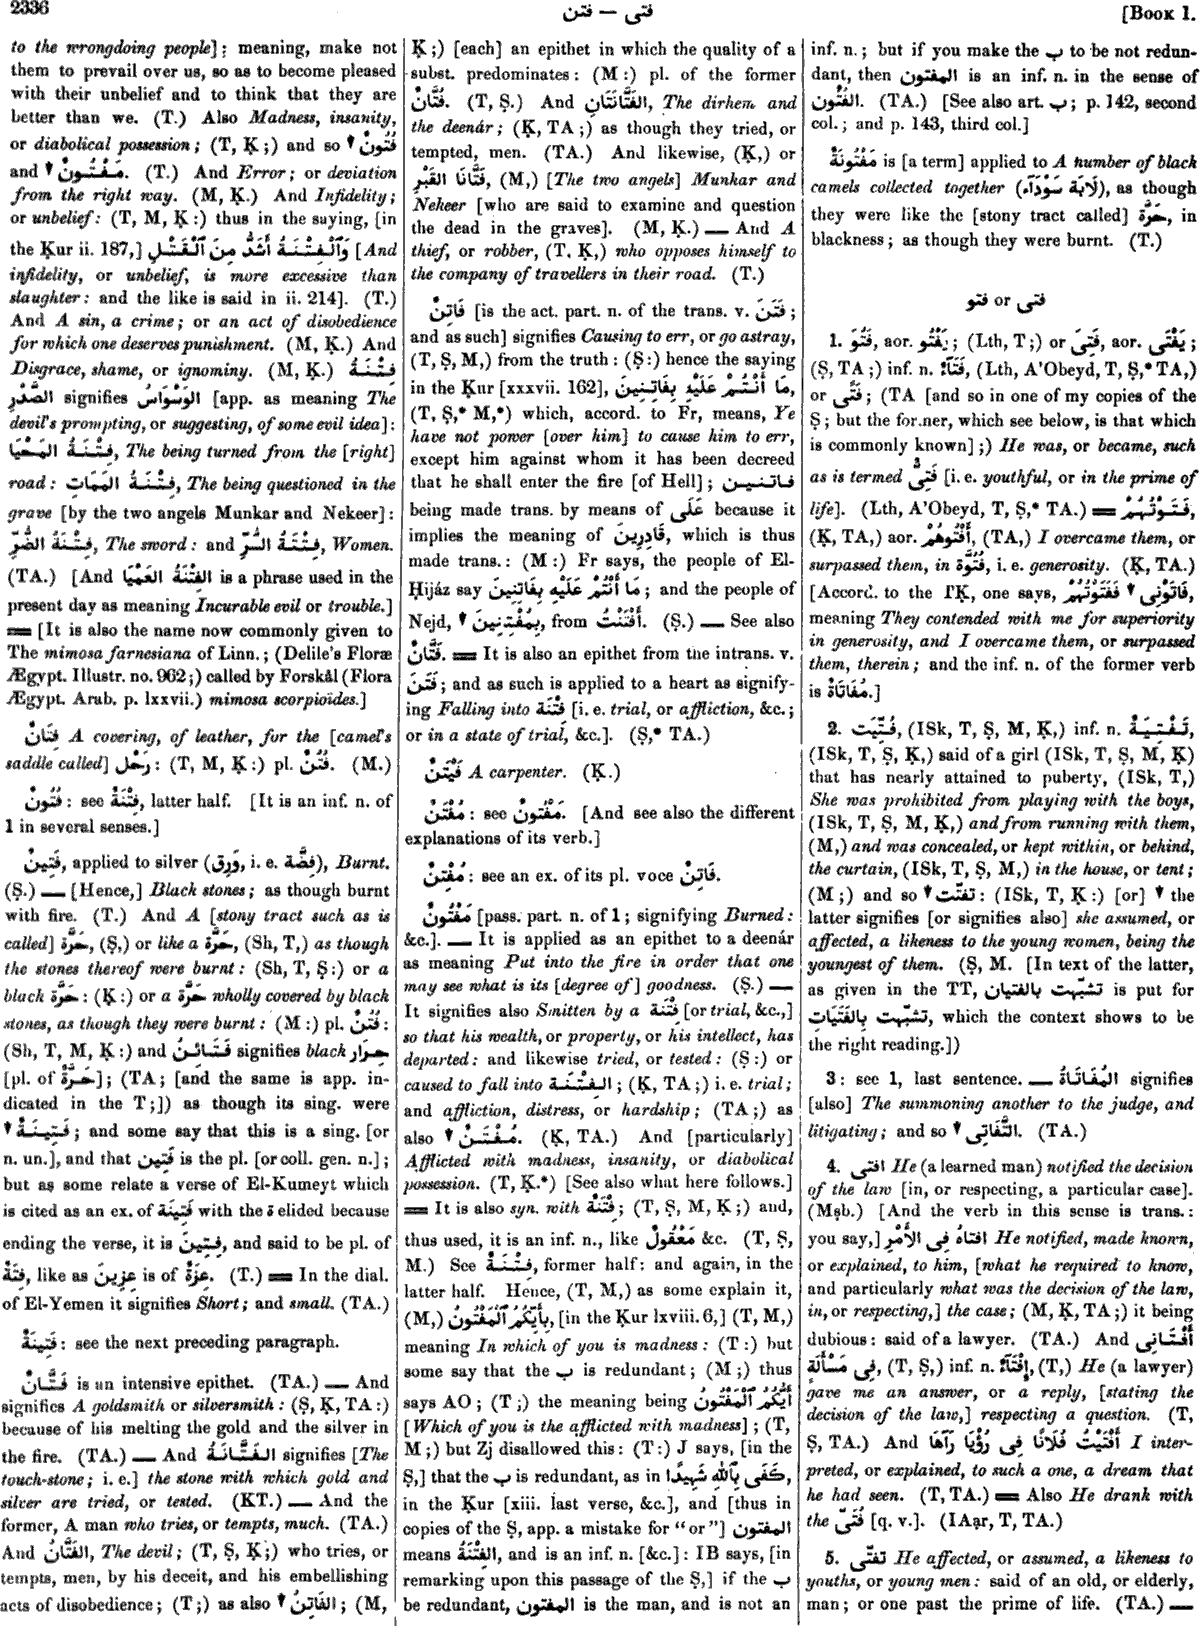 2336
فتى — فتن
[Book I.
to the wrongdoing people]; meaning, make not
them to prevail over us, so as to become pleased
with their unbelief and to think that they are
better than we. (T.) Also Madness, insanity,
or diabolical possession; (T, Ḳ;) and so ▼ فُتُونٌ
and ▼ مَفْتُونٌ. (T.) And Error; or deviation
from the right way. (M, Ḳ.) And Infidelity;
or unbelief: (T, M, Ḳ:) thus in the saying, [in
the Ḳur ii. 187,] وَٱلْفِتْنَةُ أَشَدُّ مِنَ ٱلْقَتْلِ [And
infidelity, or unbelief, is more excessive than
slaughter: and the like is said in ii. 214]. (T.)
And A sin, a crime; or an act of disobedience
for which one deserves punishment. (M, Ḳ.) And
Disgrace, shame, or ignominy. (M, Ḳ.) فِتْنَةُ
الصَّدْرِ signifies الوَسْوَاسُ [app. as meaning The
devil's prompting, or suggesting, of some evil idea]:
فِتْنَةُ المَحْيَا, The being turned from the [right]
road: فِتْنَةُ المَمَاتِ, The being questioned in the
grave [by the two angels Munkar and Nekeer]:
فِتْنَةُ الضُّرِّ, The sword: and فِتْنَةُ السُّرِّ, Women.
(TA.) [And الفِتْنَةُ العَمْيَا is a phrase used in the
present day as meaning Incurable evil or trouble.]
═ [It is also the name now commonly given to
The mimosa farnesiana of Linn.; (Delile's Floræ
Ægypt. Illustr. no. 962;) called by Forskål (Flora
Ægypt. Arab. p. lxxvii.) mimosa scorpioïdes.]
فِتَانٌ A covering, of leather, for the [camel's
saddle called] رَحْل: (T, M, Ḳ:) pl. فُتُنٌ. (M.)
فُتُونٌ: see فِتْنَةٌ, latter half. [It is an inf. n. of
1 in several senses.]
فَتِينٌ, applied to silver (وَرِق, i. e. فِضَّة), Burnt.
(Ṣ.) — [Hence,] Black stones; as though burnt
with fire. (T.) And A [stony tract such as is
called] حَرَّة, (Ṣ,) or like a حَرَّة, (Sh, T,) as though
the stones thereof were burnt: (Sh, T, Ṣ:) or a
black حَرَّة: (Ḳ:) or a حَرَّة wholly covered by black
stones, as though they were burnt: (M:) pl. فُتُنٌ:
(Sh, T, M, Ḳ:) and فَتَائِنُ signifies black حِرَار
[pl. of حَرَّةٌ]; (TA; [and the same is app. in-
dicated in the T;]) as though its sing. were
▼ فَتِينَةٌ; and some say that this is a sing. [or
n. un.], and that فَتِين is the pl. [or coll. gen. n.];
but as some relate a verse of El-Kumeyt which
is cited as an ex. of فَتِينَة with the ة elided because
ending the verse, it is فِتِينَ, and said to be pl. of
فِتَةٌ, like as عِزِينَ is of عِزَةٌ. (T.) ═ In the dial.
of El-Yemen it signifies Short; and small. (TA.)
فَتِينَةٌ: see the next preceding paragraph.
فَتَّانٌ is an intensive epithet. (TA.) — And
signifies A goldsmith or silversmith: (Ṣ, Ḳ, TA:)
because of his melting the gold and the silver in
the fire. (TA.) — And الفَتَّانَةُ signifies [The
touch-stone; i. e.] the stone with which gold and
silver are tried, or tested. (KT.) — And the
former, A man who tries, or tempts, much. (TA.)
And الفَتَّانُ, The devil; (T, Ṣ, Ḳ;) who tries, or
tempts, men, by his deceit, and his embellishing
acts of disobedience; (T;) as also ▼ الفَاتِنُ; (M,
Ḳ;) [each] an epithet in which the quality of a
subst. predominates: (M:) pl. of the former
فُتَّانٌ. (T, Ṣ.) And الفَتَّانَتَانِ, The dirhem and
the deenár; (Ḳ, TA;) as though they tried, or
tempted, men. (TA.) And likewise, (Ḳ,) or
فَتَّانَا القَبْرِ, (M,) [The two angels] Munkar and
Nekeer [who are said to examine and question
the dead in the graves]. (M, Ḳ.) — And A
thief, or robber, (T, Ḳ,) who opposes himself to
the company of travellers in their road. (T.)
فَاتِنٌ [is the act. part. n. of the trans. v. فَتَنَ;
and as such] signifies Causing to err, or go astray,
(T, Ṣ, M,) from the truth: (Ṣ:) hence the saying
in the Ḳur [xxxvii. 162], مَا أَنْتُمْ عَلَيْهِ بِفَاتِنِينَ,
(T, Ṣ,* M,*) which, accord. to Fr, means, Ye
have not power [over him] to cause him to err,
except him against whom it has been decreed
that he shall enter the fire [of Hell]; فاتنين
being made trans. by means of عَلَى because it
implies the meaning of قَادِرِينَ, which is thus
made trans.: (M:) Fr says, the people of El-
Ḥijáz say مَا أَنْتُمْ عَلَيْهِ بِفَاتِنِينَ; and the people of
Nejd, ▼ بِمُفْتِنِينَ, from أَفْتَنْتُ. (Ṣ.) — See also
فَتَّانٌ. ═ It is also an epithet from the intrans. v.
فَتَنَ; and as such is applied to a heart as signify-
ing Falling into فِتْنَة [i. e. trial, or affliction, &c.;
or in a state of trial, &c.]. (Ṣ,* TA.)
فَيْتَنٌ A carpenter. (Ḳ.)
مُفْتَنٌ: see مَفْتُونٌ. [And see also the different
explanations of its verb.]
مُفْتِنٌ: see an ex. of its pl. voce فَاتِنٌ.
مَفْتُونٌ [pass. part. n. of 1; signifying Burned:
&c.]. — It is applied as an epithet to a deenár
as meaning Put into the fire in order that one
may see what is its [degree of] goodness. (Ṣ.) —
It signifies also Smitten by a فِتْنَة [or trial, &c.,]
so that his wealth, or property, or his intellect, has
departed: and likewise tried, or tested: (Ṣ:) or
caused to fall into الفِتْنَة; (Ḳ, TA;) i. e. trial;
and affliction, distress, or hardship; (TA;) as
also ▼ مُفْتَنٌ. (Ḳ, TA.) And [particularly]
Afflicted with madness, insanity, or diabolical
possession. (T, Ḳ.*) [See also what here follows.]
═ It is also syn. with فِتْنَةٌ; (T, Ṣ, M, Ḳ;) and,
thus used, it is an inf. n., like مَعْقُولٌ &c. (T, Ṣ,
M.) See فِتْنَةٌ, former half: and again, in the
latter half. Hence, (T, M,) as some explain it,
(M,) بِأَيِّكُمُ ٱلْمَفْتُونُ, [in the Ḳur lxviii. 6,] (T, M,)
meaning In which of you is madness: (T:) but
some say that the ب is redundant; (M;) thus
says AO; (T;) the meaning being أَيُّكُمُ ٱلْمَفْتُونُ
[Which of you is the afflicted with madness]; (T,
M;) but Zj disallowed this: (T:) J says, [in the
Ṣ,] that the ب is redundant, as in كَفَى بِٱللّٰهِ شَهِيدًا,
in the Ḳur [xiii. last verse, &c.], and [thus in
copies of the Ṣ, app. a mistake for "or"] المفتون
means الفِتْنَةُ, and is an inf. n. [&c.]: IB says, [in
remarking upon this passage of the Ṣ,] if the ب
be redundant, المفتون is the man, and is not an
inf. n.; but if you make the ب to be not redun-
dant, then المفتون is an inf. n. in the sense of
الفُتُونُ. (TA.) [See also art. ب; p. 142, second
col.; and p. 143, third col.]
مَفْتُونَةٌ is [a term] applied to A number of black
camels collected together (لَابَة سَوْدَآء), as though
they were like the [stony tract called] حَرَّة, in
blackness; as though they were burnt. (T.)
فتى or فتو
1. فَتُوَ, aor. يَفْتُو; (Lth, T;) or فَتِىَ, aor. يَفْتَى;
(Ṣ, TA;) inf. n. فَتَآءٌ, (Lth, A'Obeyd, T, Ṣ,* TA,)
or فَتًى; (TA [and so in one of my copies of the
Ṣ; but the former, which see below, is that which
is commonly known];) He was, or became, such
as is termed فَتًى [i. e. youthful, or in the prime of
life]. (Lth, A'Obeyd, T, Ṣ,* TA.) ═ فَتَوْتُهُمْ,
(Ḳ, TA,) aor. أَفْتُوهُمْ, (TA,) I overcame them, or
surpassed them, in فُتُوَّة, i. e. generosity. (Ḳ, TA.)
[Accord. to the TḲ, one says, فَاتَوْنِى ▼ فَفَتَوْتُهُمْ,
meaning They contended with me for superiority
in generosity, and I overcame them, or surpassed
them, therein; and the inf. n. of the former verb
is مُفَاتَاةٌ.]
2. فُتِّيَت, (ISk, T, Ṣ, M, Ḳ,) inf. n. تَفْتِيَةٌ,
(ISk, T, Ṣ, Ḳ,) said of a girl (ISk, T, Ṣ, M, Ḳ)
that has nearly attained to puberty, (ISk, T,)
She was prohibited from playing with the boys,
(ISk, T, Ṣ, M, Ḳ,) and from running with them,
(M,) and was concealed, or kept within, or behind,
the curtain, (ISk, T, Ṣ, M,) in the house, or tent;
(M;) and so ▼ تفتّت: (ISk, T, Ḳ:) [or] ▼ the
latter signifies [or signifies also] she assumed, or
affected, a likeness to the young women, being the
youngest of them. (Ṣ, M. [In text of the latter,
as given in the TT, تشبّهت بالفتيان is put for
تشبّهت بِالفَتَيَاتِ, which the context shows to be
the right reading.])
3: see 1, last sentence. — المُفَاتَاةُ signifies
[also] The summoning another to the judge, and
litigating; and so ▼ التَّفَاتِى. (TA.)
4. افتى He (a learned man) notified the decision
of the law [in, or respecting, a particular case].
(Mṣb.) [And the verb in this sense is trans.:
you say,] افتاهُ فِى الأَمْرِ He notified, made known,
or explained, to him, [what he required to know,
and particularly what was the decision of the law,
in, or respecting,] the case; (M, Ḳ, TA;) it being
dubious: said of a lawyer. (TA.) And أَفْتَانِى
فِى مَسْأَلَةٍ, (T, Ṣ,) inf. n. إِفْتَآءٌ, (T,) He (a lawyer)
gave me an answer, or a reply, [stating the
decision of the law,] respecting a question. (T,
Ṣ, TA.) And أَفْتَيْتُ فُلَانًا فِى رُؤْيَا رَآهَا I inter-
preted, or explained, to such a one, a dream that
he had seen. (T, TA.) ═ Also He drank with
the فُتَىّ [q. v.]. (IAạr, T, TA.)
5. تفتّى He affected, or assumed, a likeness to
youths, or young men: said of an old, or elderly,
man; or one past the prime of life. (TA.) —